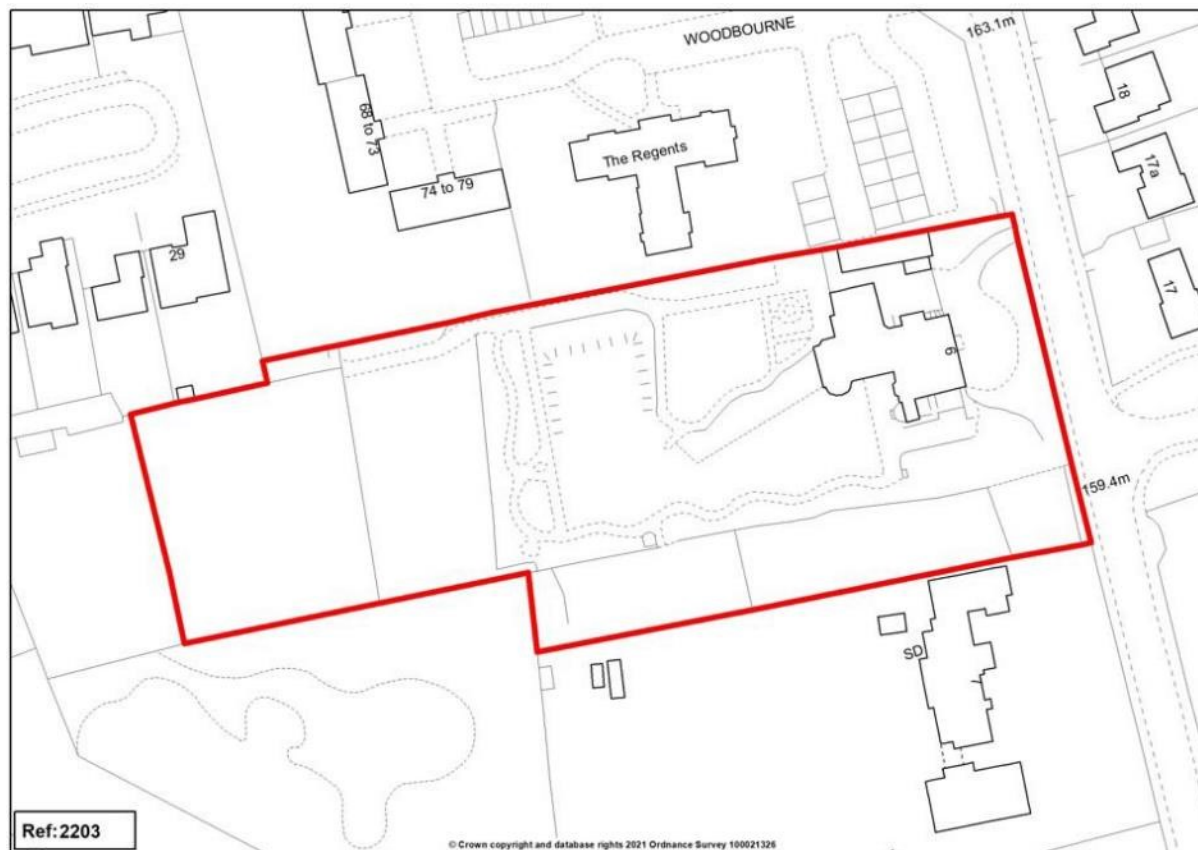 WOODBOURNE
163.1m
18
68 to 73
The Regents
17a
74 to 79
29
17
6
159.4m
SD
7
Ref:2203
© Crown copyright and database rights 2021 Ordnance Survey 100021326